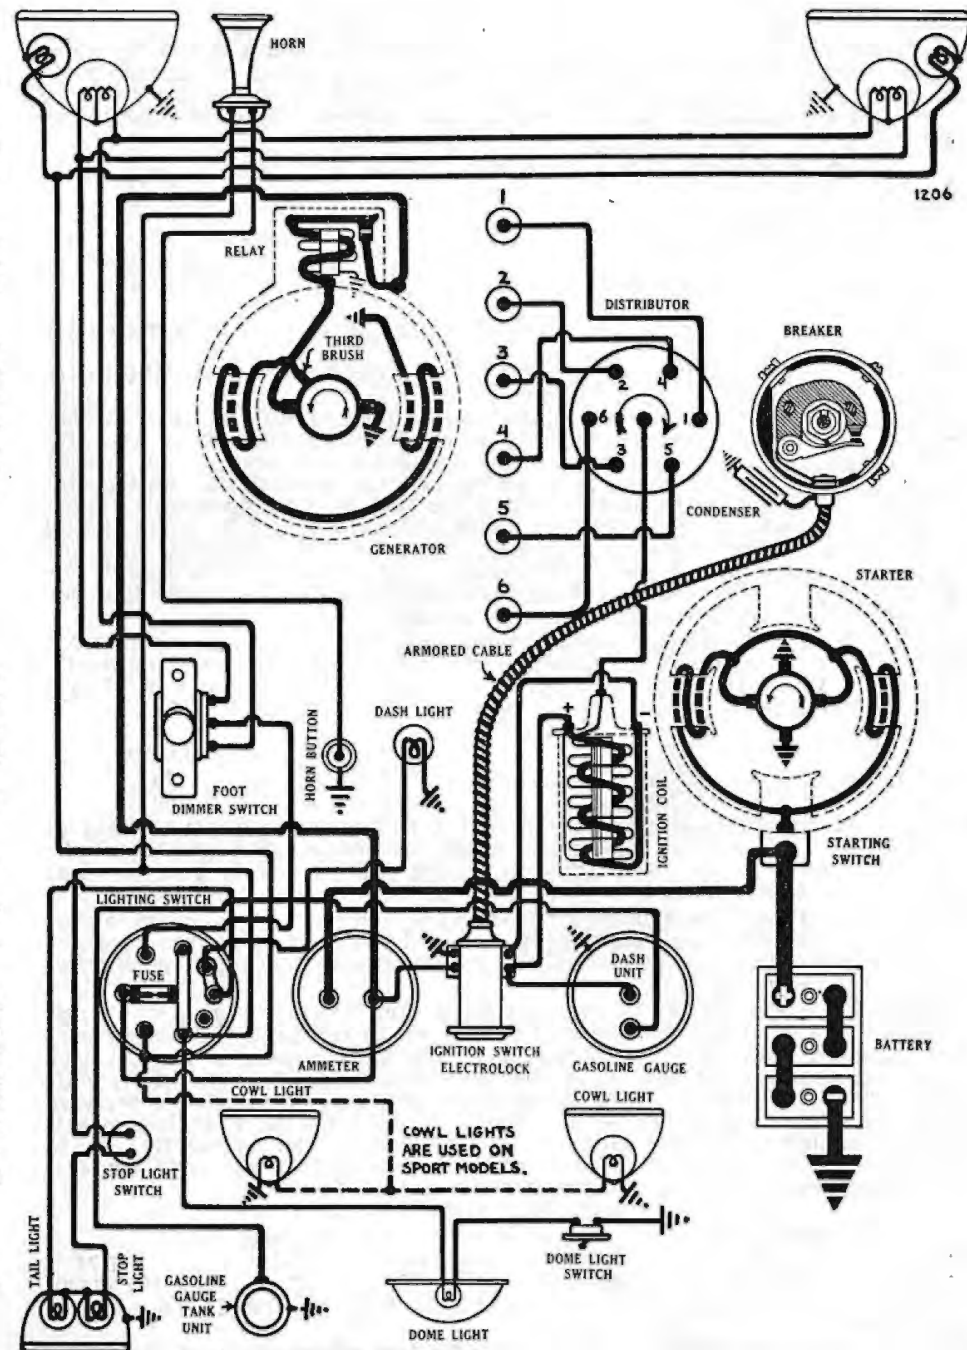 HORN
1206
RELAY
THIRD
BRUSH
GENERATOR
1
2
3
4
5
6
DISTRIBUTOR
2
4
6
1
3
5
BREAKER
CONDENSER
STARTER
ARMORED CABLE
FOOT
DIMMER SWITCH
HORN BUTTON
DASH LIGHT
+
-
IGNITION COIL
STARTING
SWITCH
LIGHTING SWITCH
FUSE
AMMETER
IGNITION SWITCH
ELECTROLOCK
DASH
UNIT
GASOLINE GAUGE
+
-
BATTERY
COWL LIGHT
COWL LIGHTS
ARE USED ON
SPORT MODELS.
COWL LIGHT
STOP LIGHT
SWITCH
TAIL LIGHT
STOP
LIGHT
GASOLINE
GAUGE
TANK
UNIT
DOME LIGHT
DOME LIGHT
SWITCH